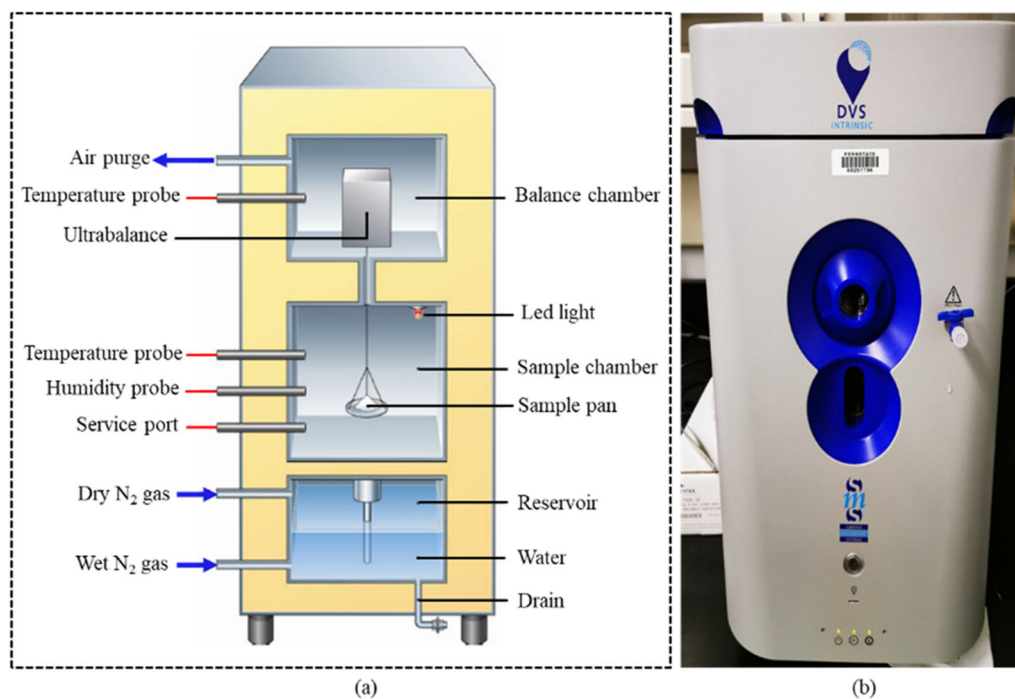 Air purge
Temperature probe
Ultrabalance
Balance chamber
Led light
Temperature probe
Humidity probe
Service port
Sample chamber
Sample pan
Dry N₂ gas
Wet N₂ gas
Reservoir
Water
Drain
(a)
DVS
INTRINSIC
PENNSTATE
SMS
(b)